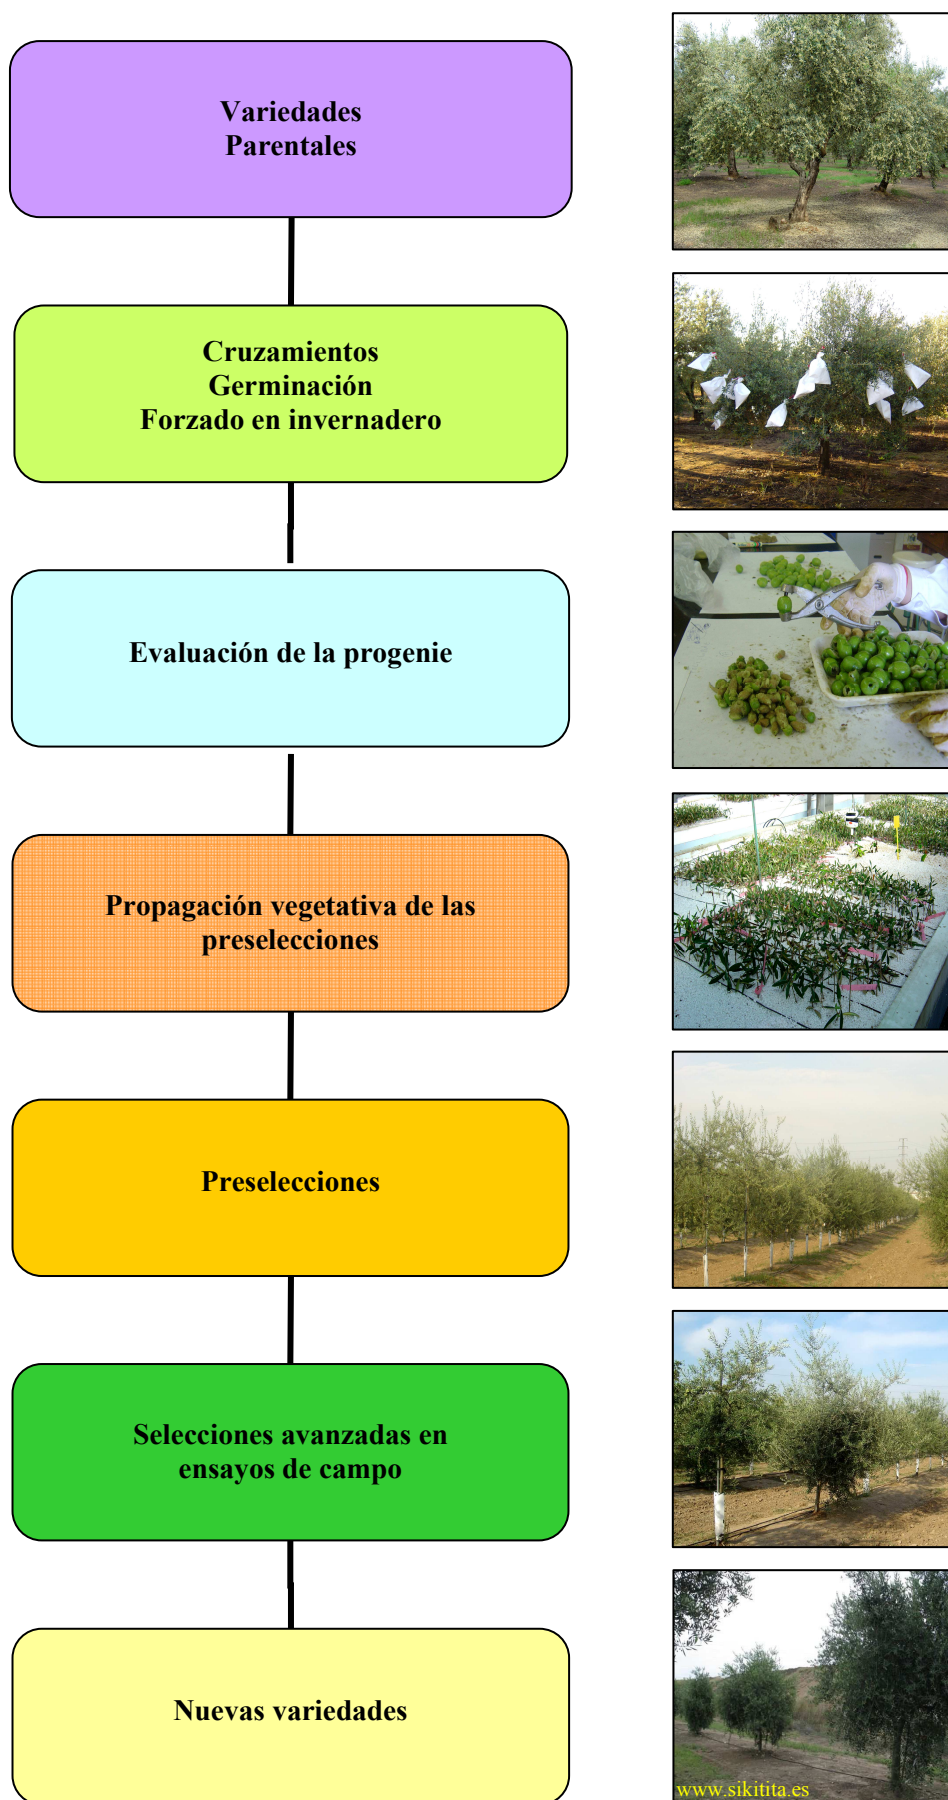 Variedades
Parentales
Cruzamientos
Germinación
Forzado en invernadero
Evaluación de la progenie
Propagación vegetativa de las
preselecciones
Preselecciones
Selecciones avanzadas en
ensayos de campo
Nuevas variedades
www.sikitita.es